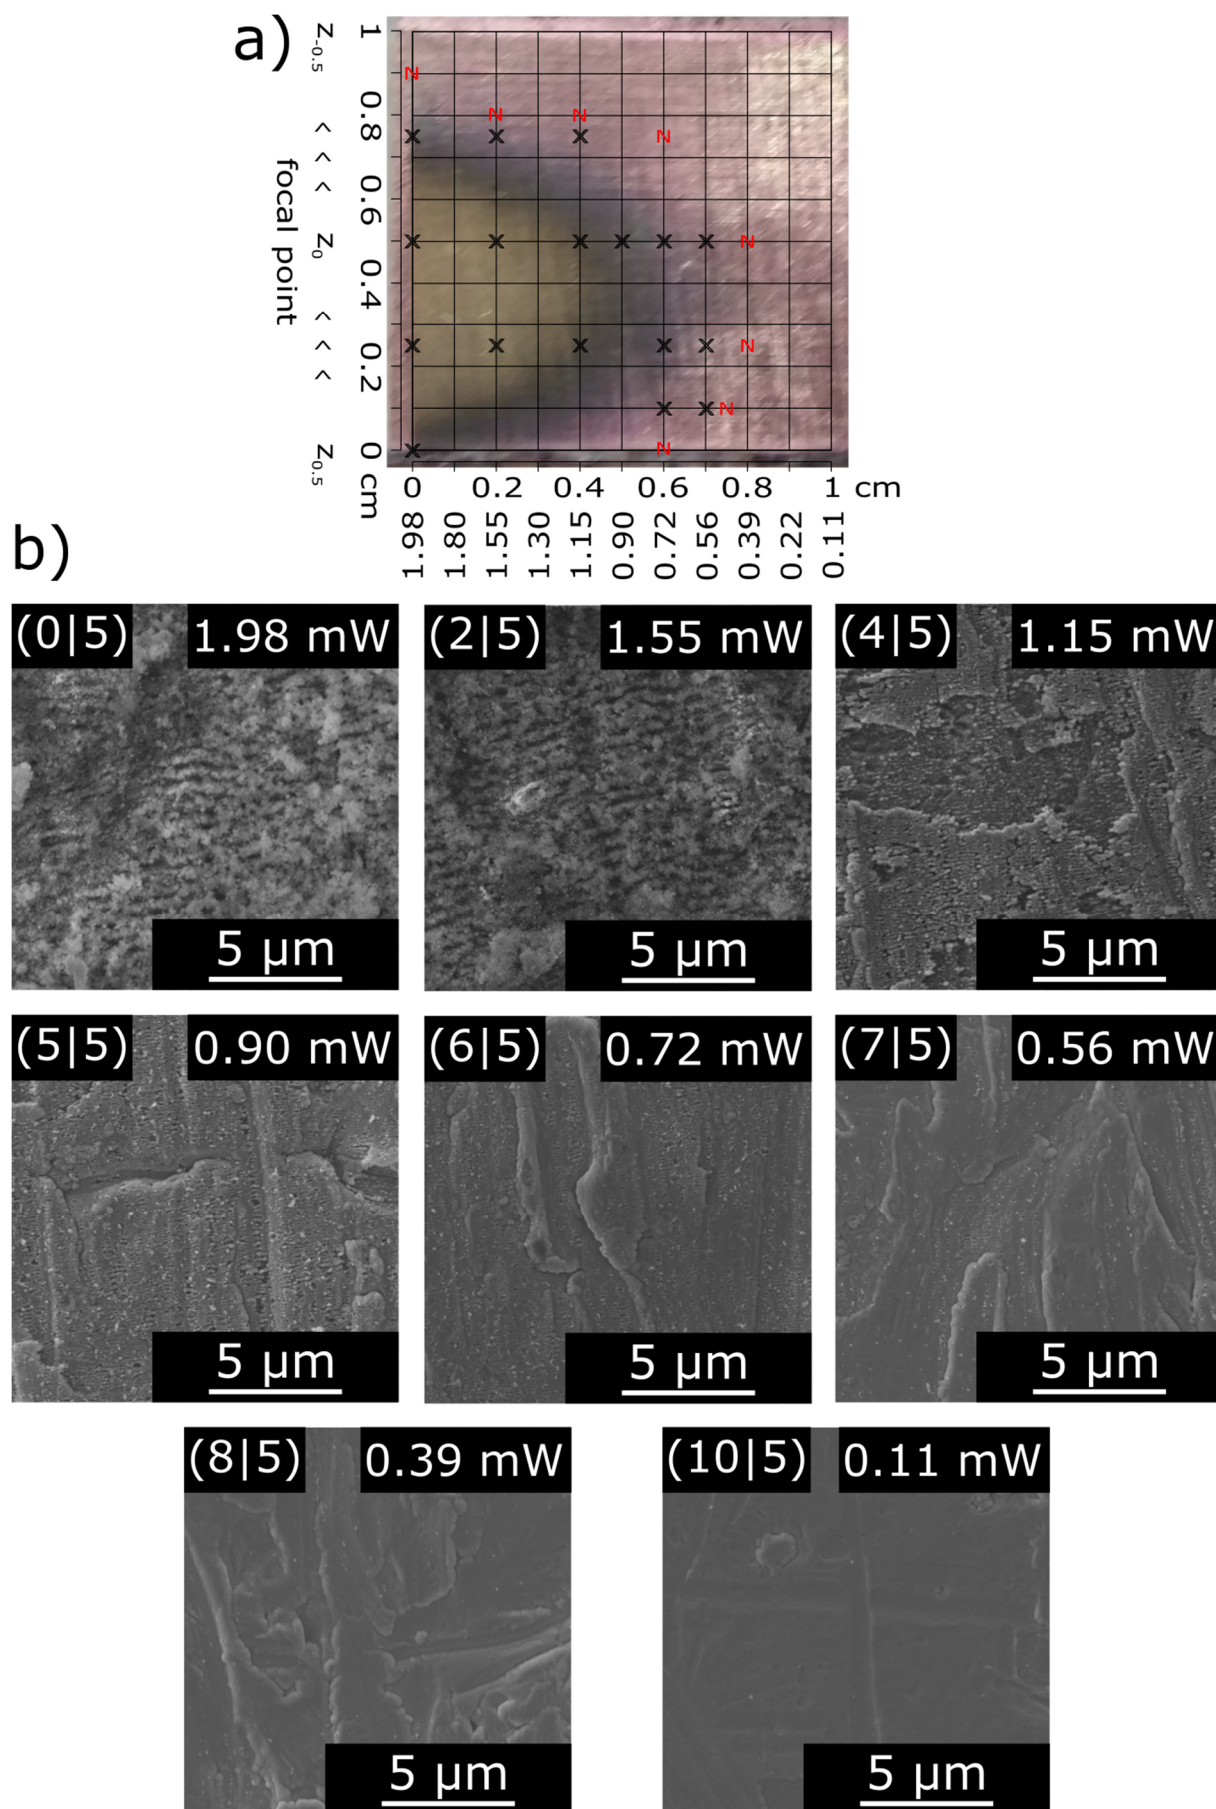 a)
Z-0.5
<
<
<
Z0
<
<
<
Z0.5
focal point
1
0.8
0.6
0.4
0.2
0 cm
N
N
N
x
x
x
N
x
x
x
x
x
x
N
x
x
x
x
x
N
x
x
N
x
N
0 0.2 0.4 0.6 0.8 1 cm
1.98 1.80 1.55 1.30 1.15 0.90 0.72 0.56 0.39 0.22 0.11
b)
(0|5) 1.98 mW
5 µm
(2|5) 1.55 mW
5 µm
(4|5) 1.15 mW
5 µm
(5|5) 0.90 mW
5 µm
(6|5) 0.72 mW
5 µm
(7|5) 0.56 mW
5 µm
(8|5) 0.39 mW
5 µm
(10|5) 0.11 mW
5 µm